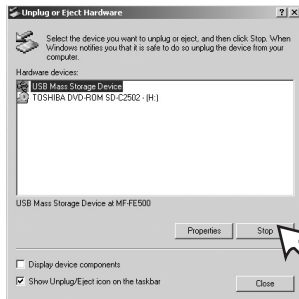 Unplug or Eject Hardware
Select the device you want to unplug or eject, and then click Stop. When
Windows notifies you that it is safe to do so unplug the device from your
computer.
Hardware devices:
USB Mass Storage Device
TOSHIBA DVD-ROM SD-C2502 - (H:)
USB Mass Storage Device at MF-FE500
Properties
Stop
Display device components
Show Unplug/Eject icon on the taskbar
Close